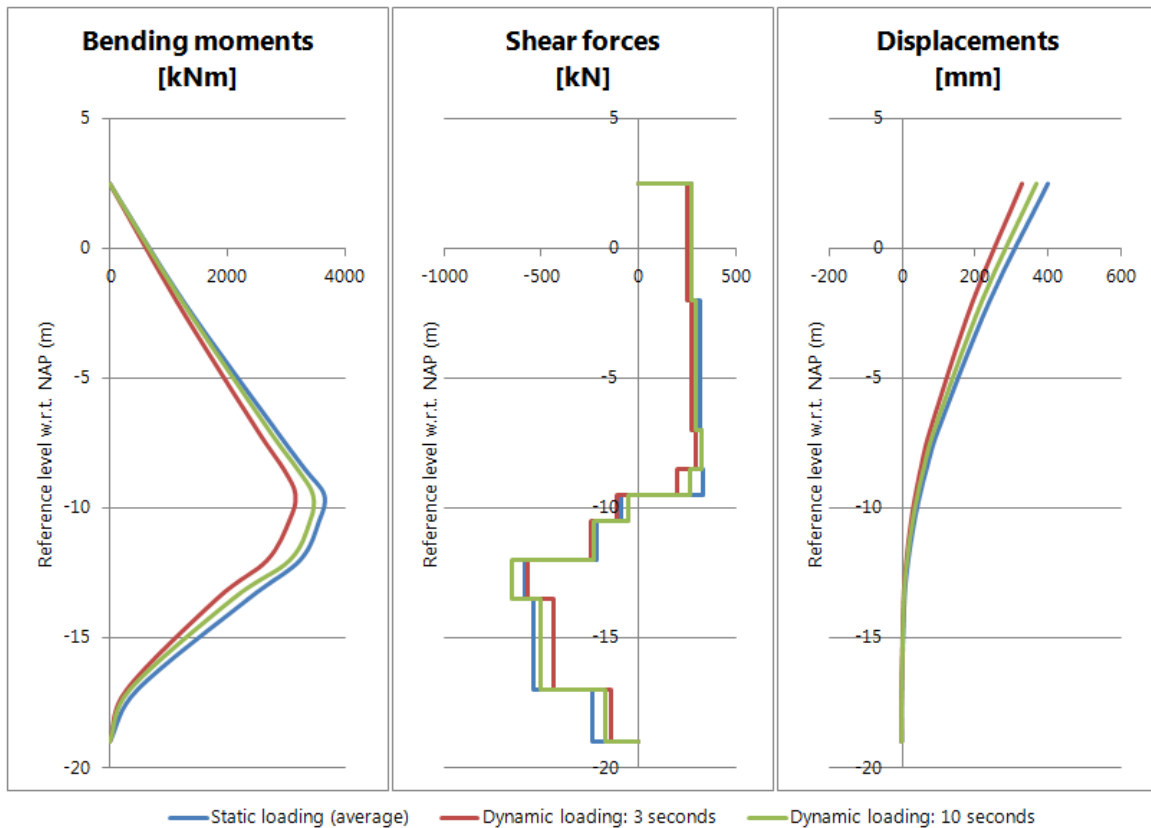 Bending moments
[kNm]
5
0
0 2000 4000
-5
-10
-15
-20
Reference level w.r.t. NAP (m)
Shear forces
[kN]
5
0
-1000 -500 0 500
-5
-10
-15
-20
Reference level w.r.t. NAP (m)
Displacements
[mm]
5
0
-200 0 200 400 600
-5
-10
-15
-20
Reference level w.r.t. NAP (m)
Static loading (average) Dynamic loading: 3 seconds Dynamic loading: 10 seconds